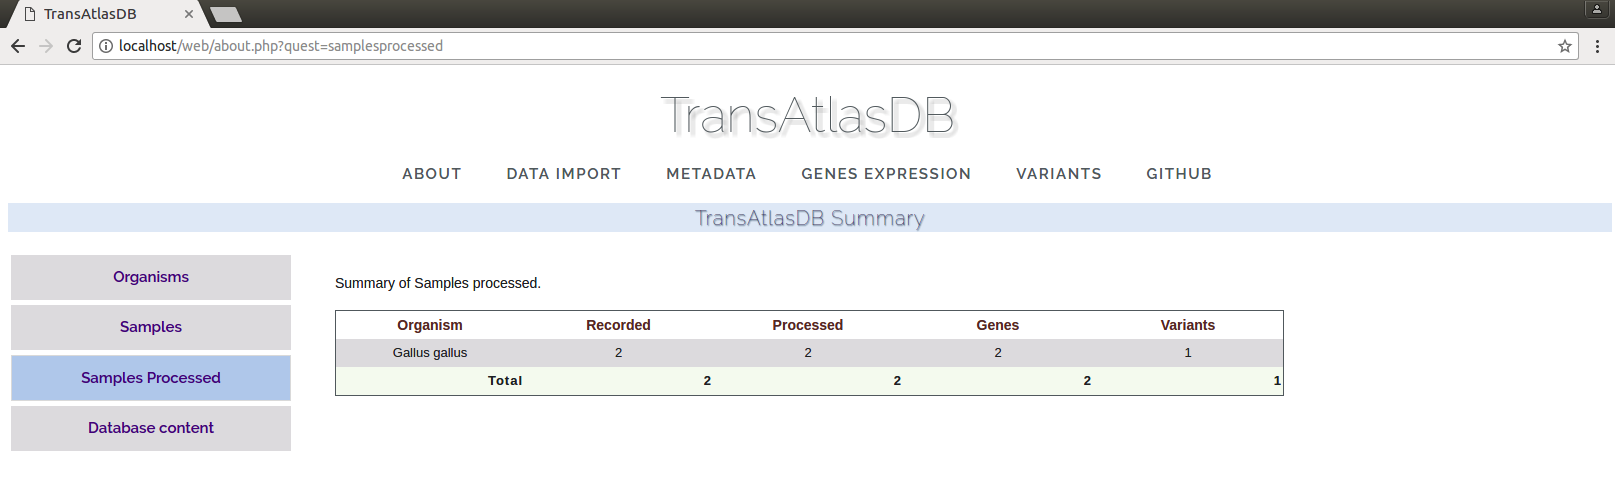 TransAtlasDB
localhost/web/about.php?quest=samplesprocessed
TransAtlasDB
ABOUT DATA IMPORT METADATA GENES EXPRESSION VARIANTS GITHUB
TransAtlasDB Summary
Organisms
Samples
Samples Processed
Database content
Summary of Samples processed.
Organism Recorded Processed Genes Variants
Gallus gallus 2 2 2 1
Total 2 2 2 1